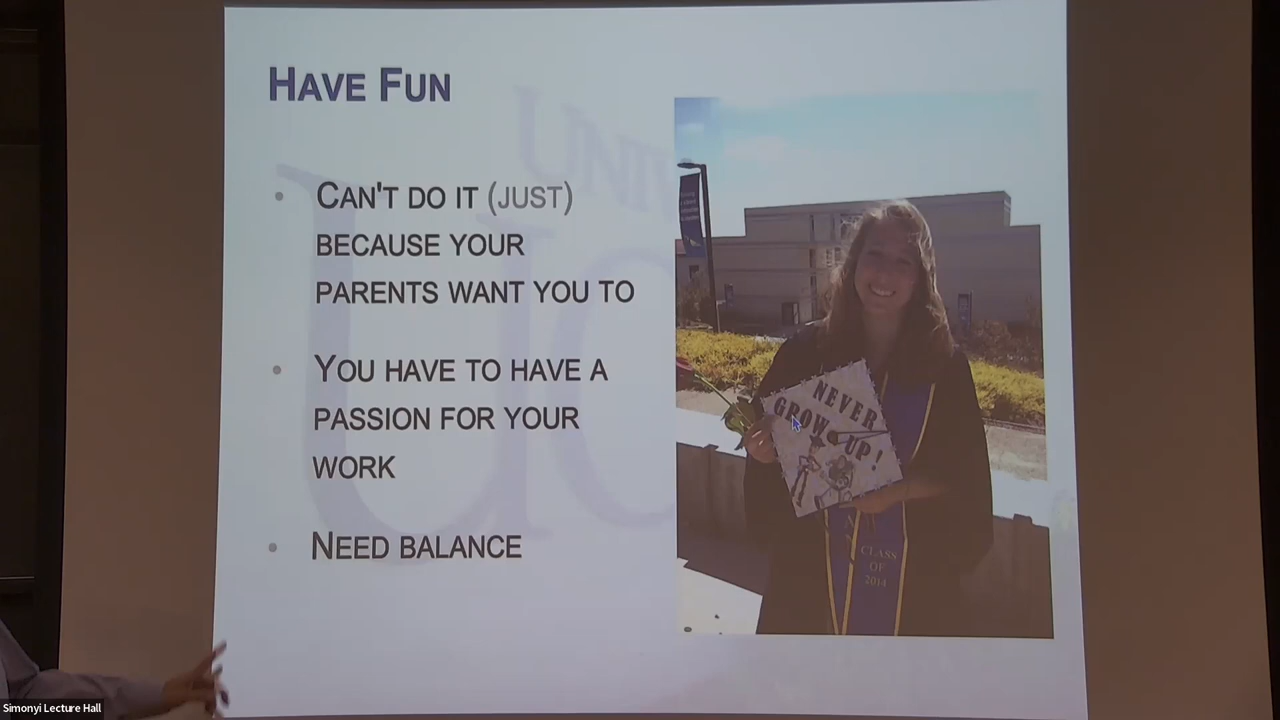 HAVE FUN
• CAN'T DO IT (JUST)
BECAUSE YOUR
PARENTS WANT YOU TO
• YOU HAVE TO HAVE A
PASSION FOR YOUR
WORK
• NEED BALANCE
NEVER
GROW
UP!
CLASS
OF
2014
Simonyi Lecture Hall